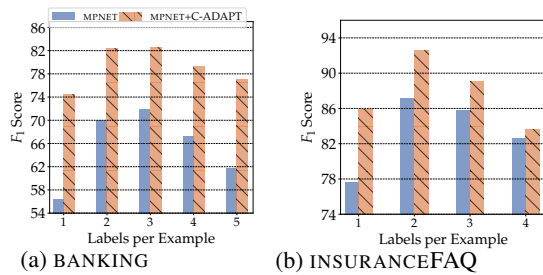 MPNET MPNET+C-ADAPT
86
82
78
74
70
66
62
58
54
F1 Score
1 2 3 4 5
Labels per Example
(a) BANKING
94
90
86
82
78
74
F1 Score
1 2 3 4
Labels per Example
(b) INSURANCEFAQ